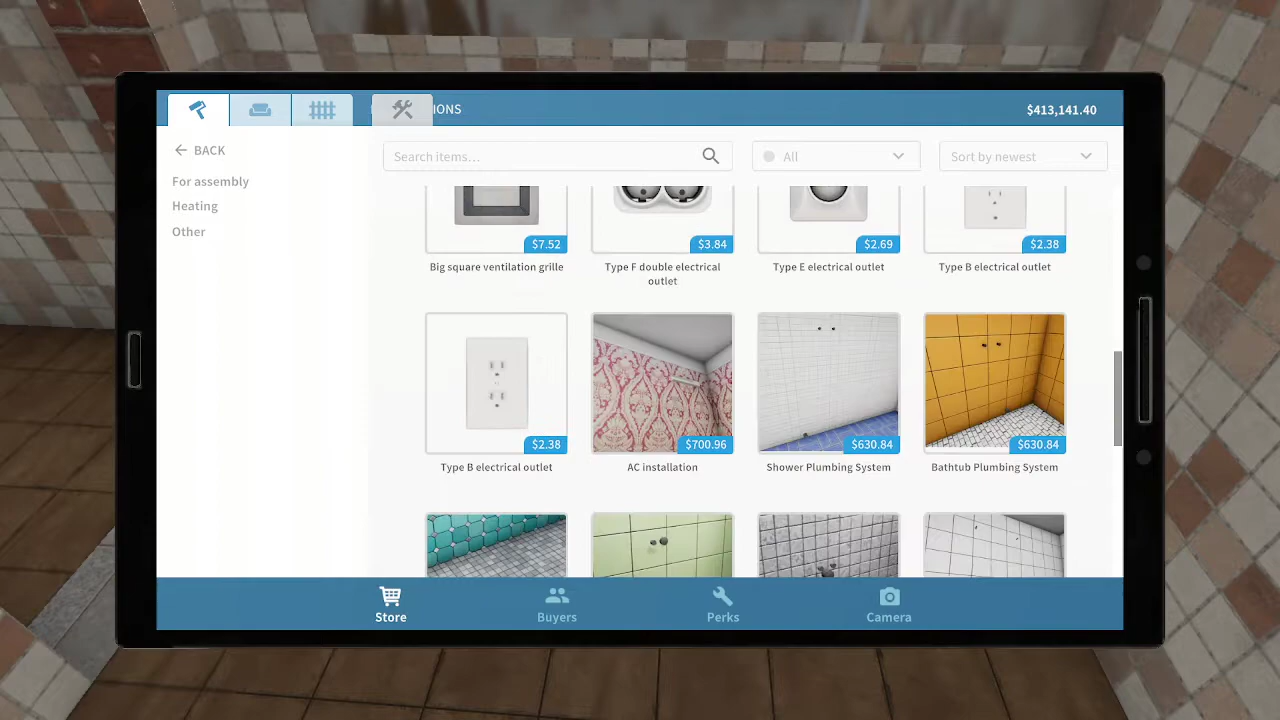 IONS
$413,141.40
BACK
Search items...
All
Sort by newest
For assembly
Heating
Other
$7.52
$3.84
$2.69
$2.38
Big square ventilation grille
Type F double electrical
outlet
Type E electrical outlet
Type B electrical outlet
$2.38
$700.96
$630.84
$630.84
Type B electrical outlet
AC installation
Shower Plumbing System
Bathtub Plumbing System
Store
Buyers
Perks
Camera